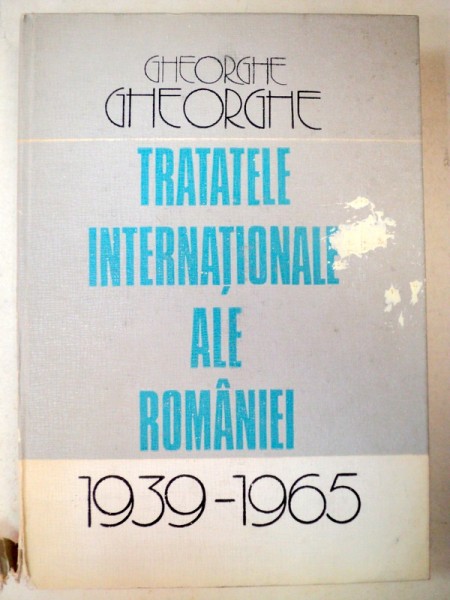 GHEORGHE
GHEORGHE
TRATATELE
INTERNAȚIONALE
ALE
ROMÂNIEI
1939-1965